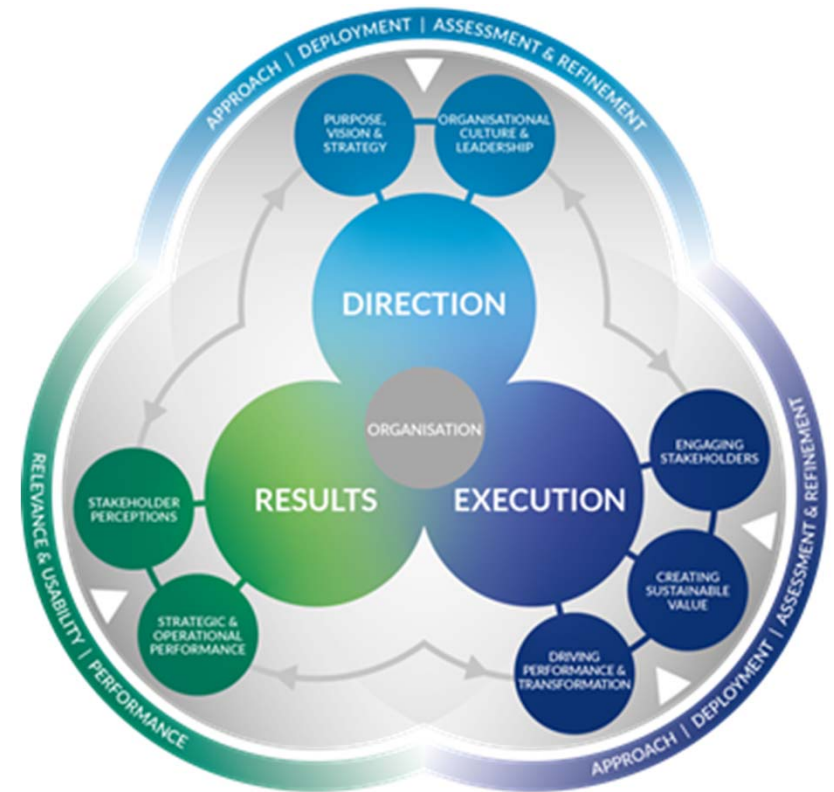 APPROACH | DEPLOYMENT | ASSESSMENT & REFINEMENT
PURPOSE,
VISION &
STRATEGY
ORGANISATIONAL
CULTURE &
LEADERSHIP
DIRECTION
ORGANISATION
RESULTS
EXECUTION
ENGAGING
STAKEHOLDERS
CREATING
SUSTAINABLE
VALUE
DRIVING
PERFORMANCE &
TRANSFORMATION
APPROACH | DEPLOYMENT | ASSESSMENT & REFINEMENT
STAKEHOLDER
PERCEPTIONS
STRATEGIC &
OPERATIONAL
PERFORMANCE
RELEVANCE & USABILITY | PERFORMANCE